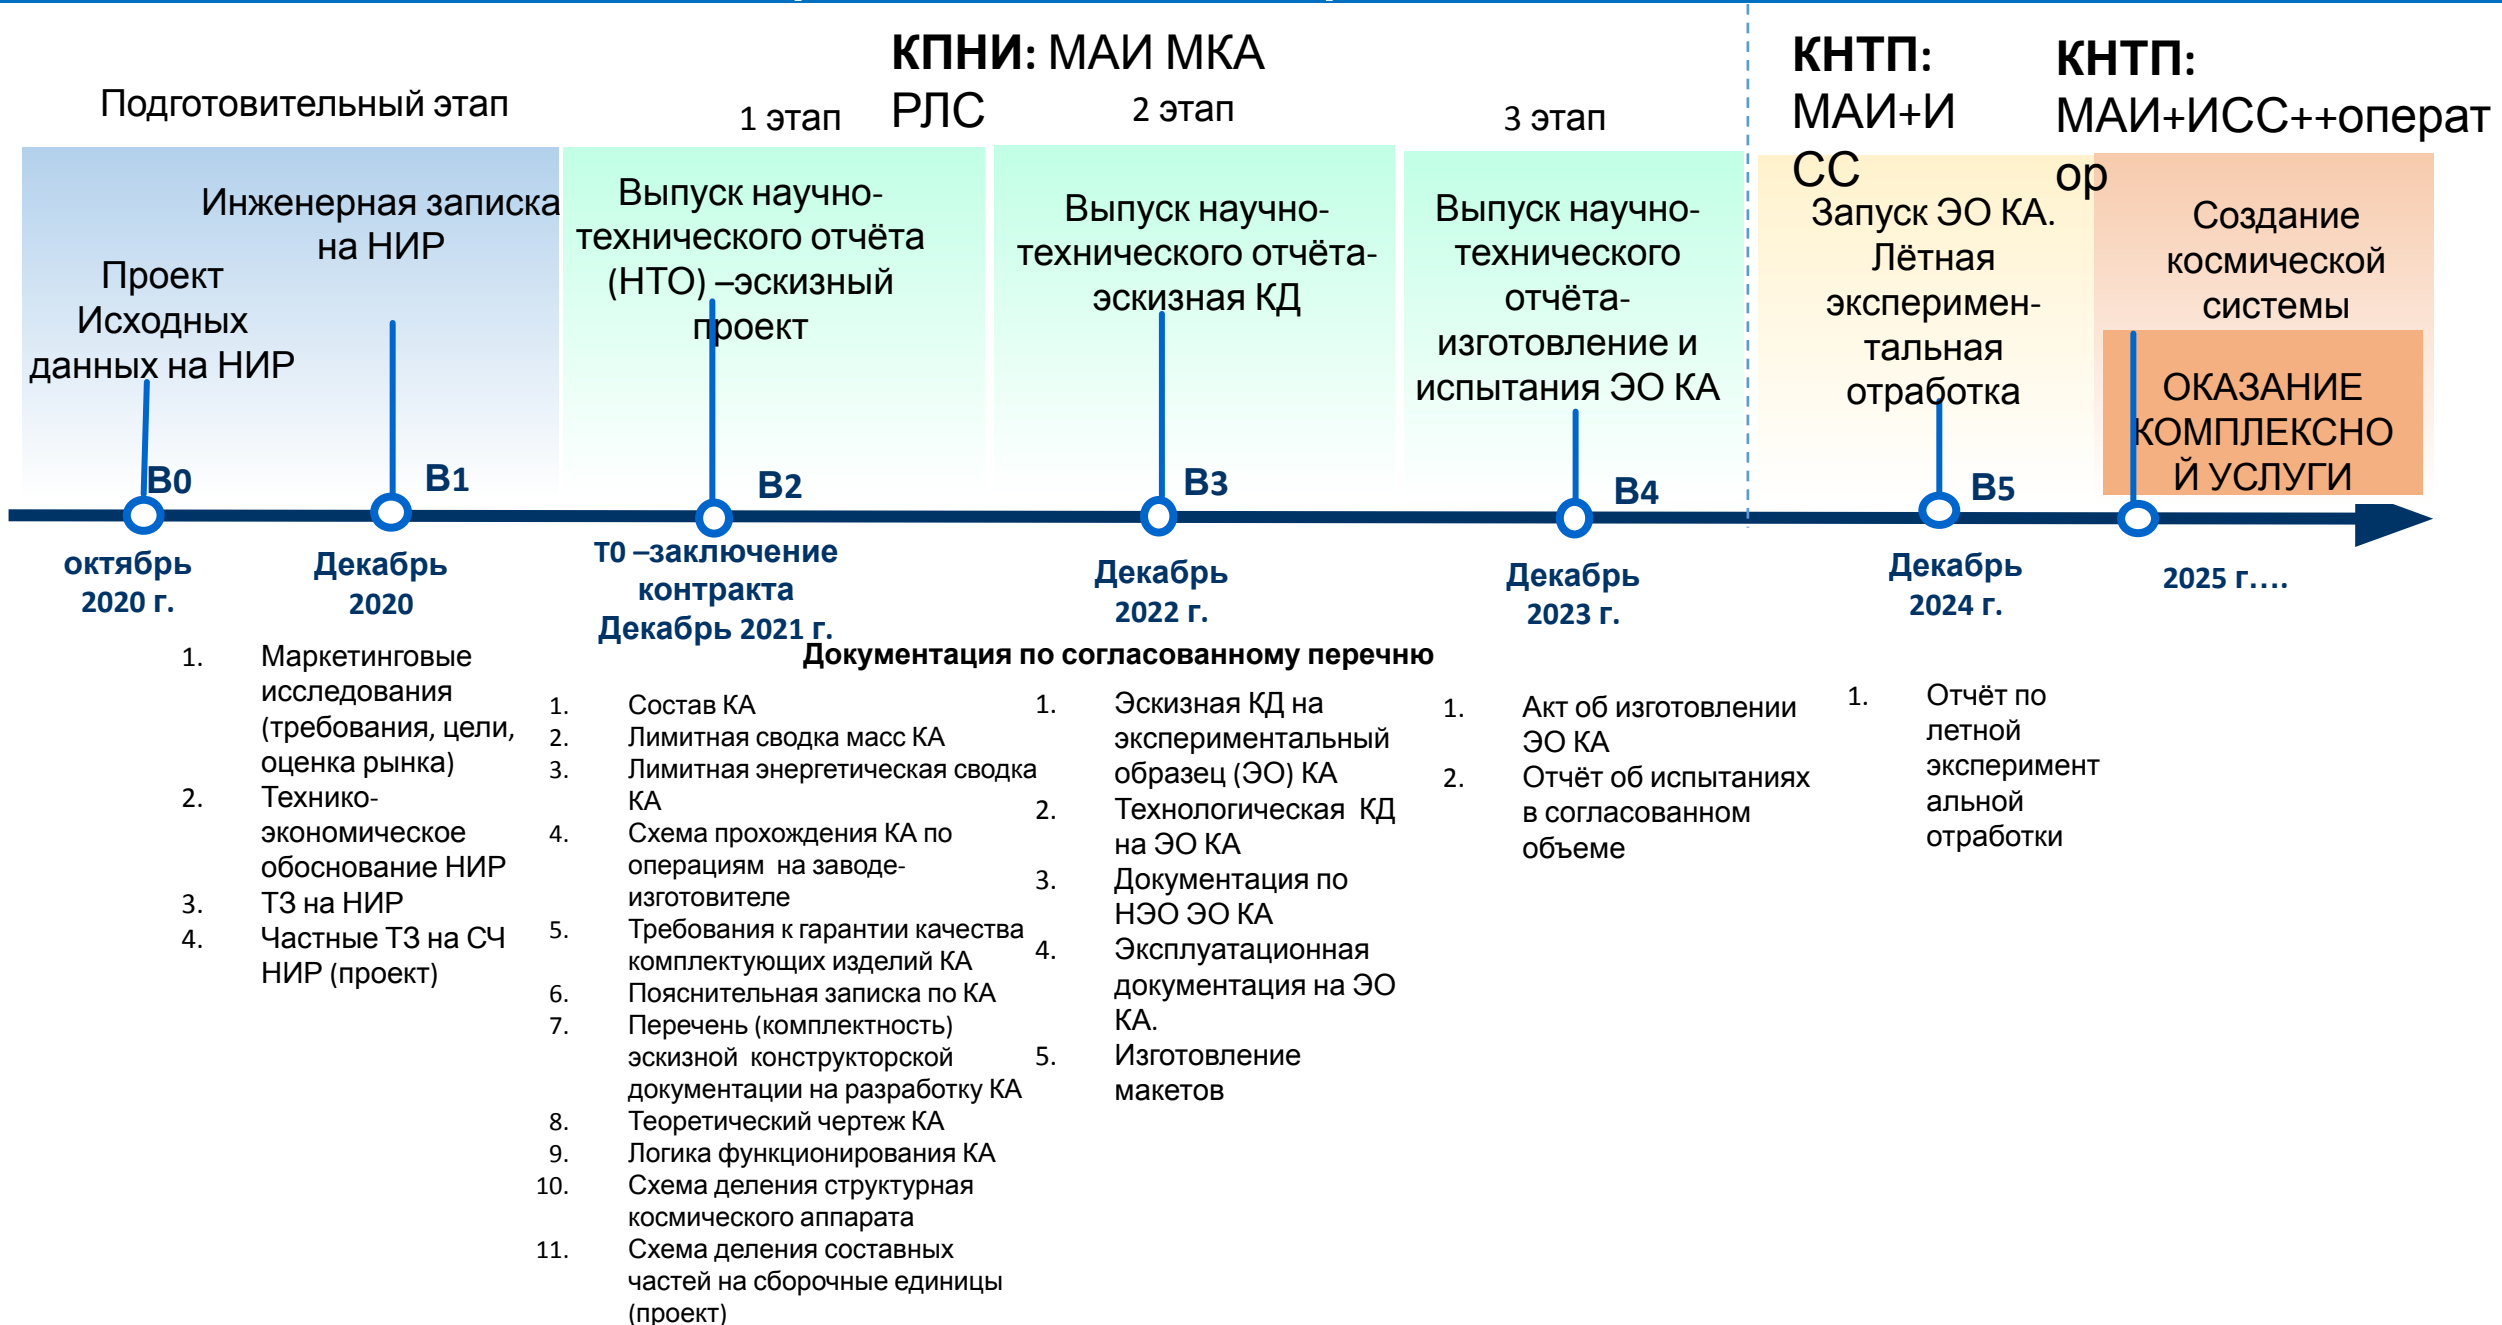 КПНИ: МАИ МКА
РЛС
КНТП:
МАИ+И
СС
КНТП:
МАИ+ИСС++операт
ор
Подготовительный этап
1 этап
2 этап
3 этап
Проект
Исходных
данных на НИР
Инженерная записка
на НИР
Выпуск научно-
технического отчёта
(НТО) –эскизный
проект
Выпуск научно-
технического отчёта-
эскизная КД
Выпуск научно-
технического
отчёта-
изготовление и
испытания ЭО КА
Запуск ЭО КА.
Лётная
эксперимен-
тальная
отработка
Создание
космической
системы
ОКАЗАНИЕ
КОМПЛЕКСНО
Й УСЛУГИ
В0
В1
В2
В3
В4
В5
октябрь
2020 г.
Декабрь
2020
Т0 –заключение
контракта
Декабрь 2021 г.
Декабрь
2022 г.
Декабрь
2023 г.
Декабрь
2024 г.
2025 г....
Документация по согласованному перечню
1. Маркетинговые
исследования
(требования, цели,
оценка рынка)
2. Технико-
экономическое
обоснование НИР
3. ТЗ на НИР
4. Частные ТЗ на СЧ
НИР (проект)
1. Состав КА
2. Лимитная сводка масс КА
3. Лимитная энергетическая сводка
КА
4. Схема прохождения КА по
операциям на заводе-
изготовителе
5. Требования к гарантии качества
комплектующих изделий КА
6. Пояснительная записка по КА
7. Перечень (комплектность)
эскизной конструкторской
документации на разработку КА
8. Теоретический чертеж КА
9. Логика функционирования КА
10. Схема деления структурная
космического аппарата
11. Схема деления составных
частей на сборочные единицы
(проект)
1. Эскизная КД на
экспериментальный
образец (ЭО) КА
2. Технологическая КД
на ЭО КА
3. Документация по
НЭО ЭО КА
4. Эксплуатационная
документация на ЭО
КА.
5. Изготовление
макетов
1. Акт об изготовлении
ЭО КА
2. Отчёт об испытаниях
в согласованном
объеме
1. Отчёт по
летной
эксперимент
альной
отработки